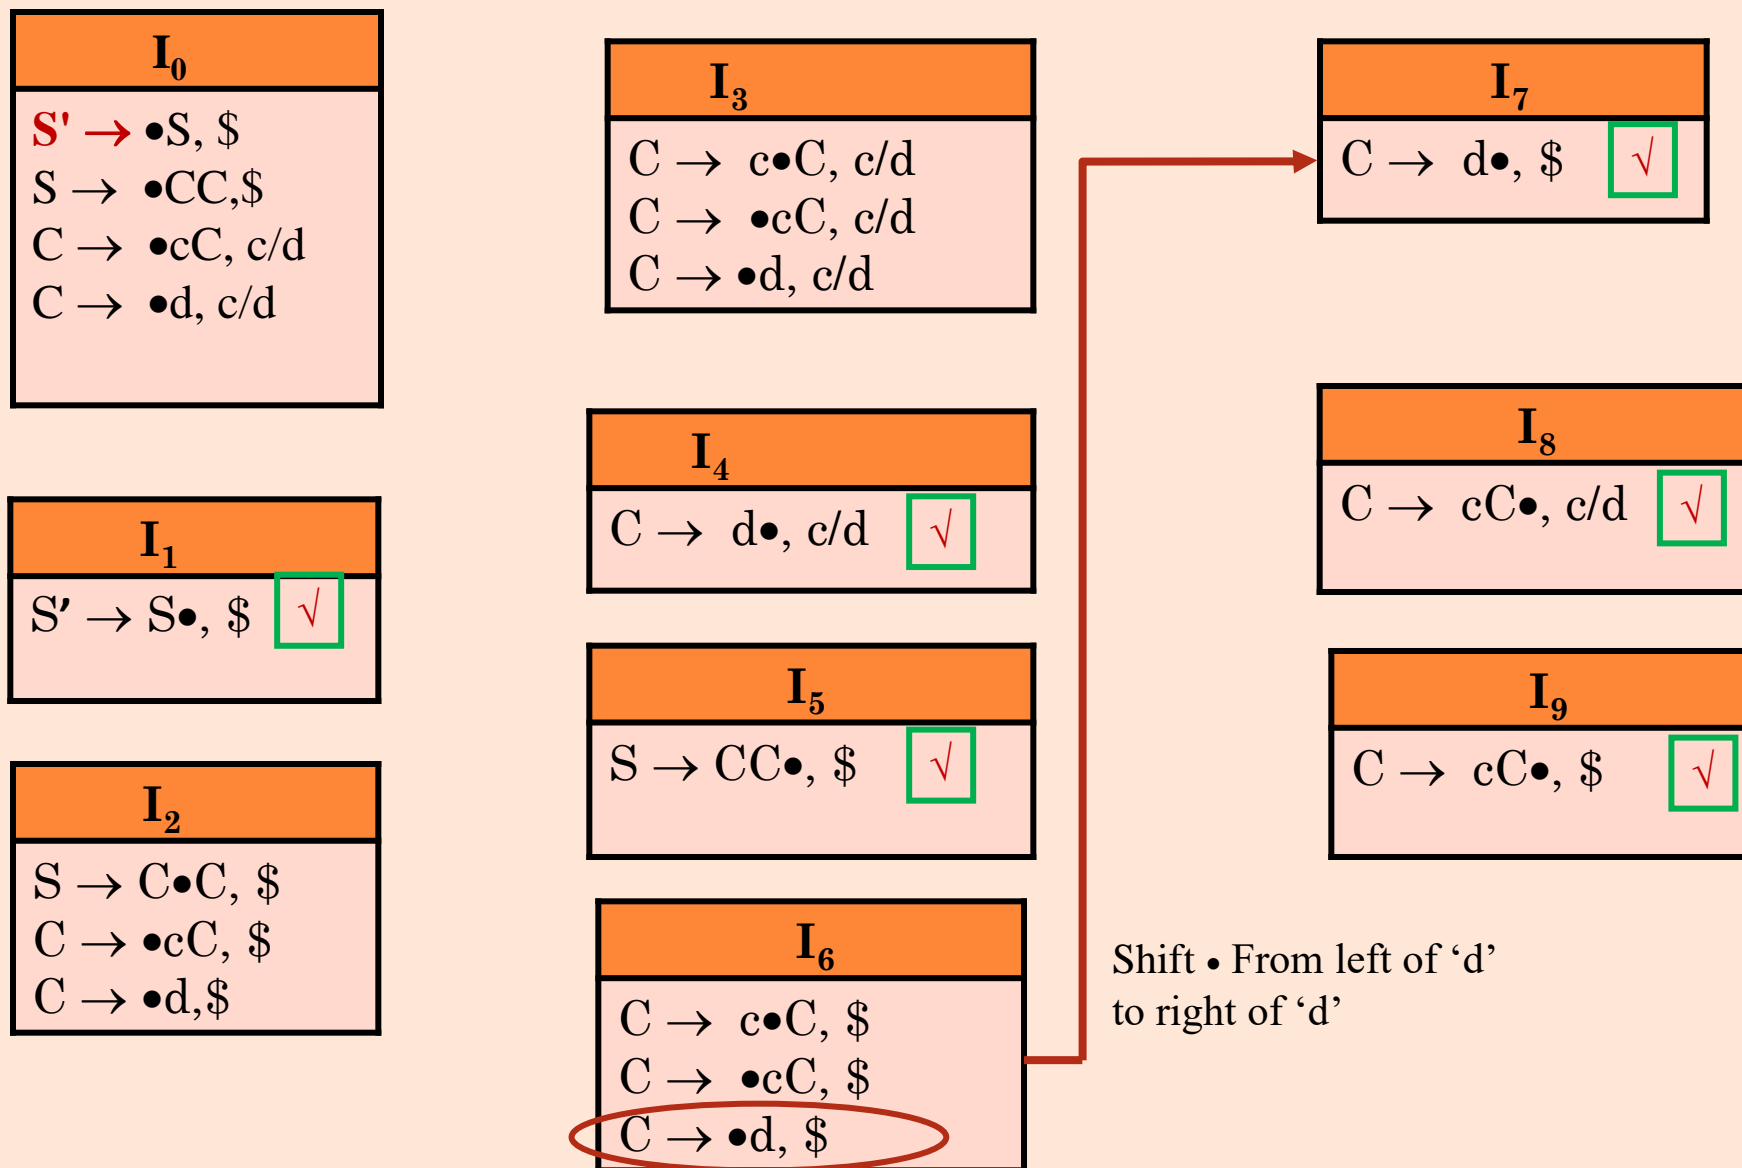 I₀
S' → •S, $
S → •CC,$
C → •cC, c/d
C → •d, c/d
I₁
S′ → S•, $ √
I₂
S → C•C, $
C → •cC, $
C → •d,$
I₃
C → c•C, c/d
C → •cC, c/d
C → •d, c/d
I₄
C → d•, c/d √
I₅
S → CC•, $ √
I₆
C → c•C, $
C → •cC, $
C → •d, $
I₇
C → d•, $ √
I₈
C → cC•, c/d √
I₉
C → cC•, $ √
Shift • From left of ‘d’
to right of ‘d’